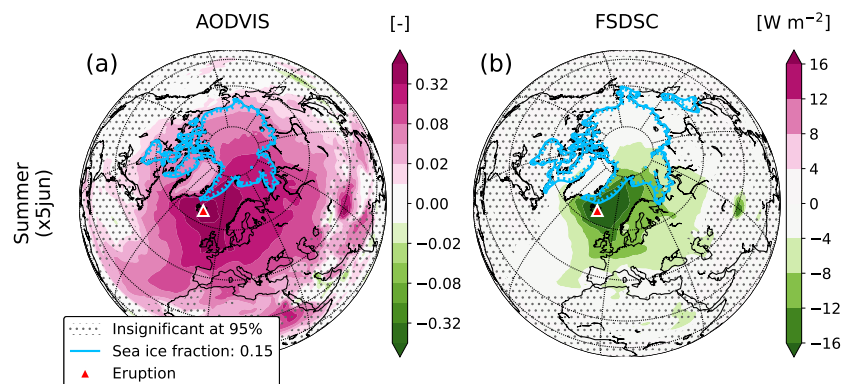 AODVIS [-] FSDSC [W m−2]
(a) (b)
Summer
(x5Jun)
0.32
0.08
0.02
0.00
−0.02
−0.08
−0.32
16
12
8
4
0
−4
−8
−12
−16
Insignificant at 95%
Sea ice fraction: 0.15
Eruption